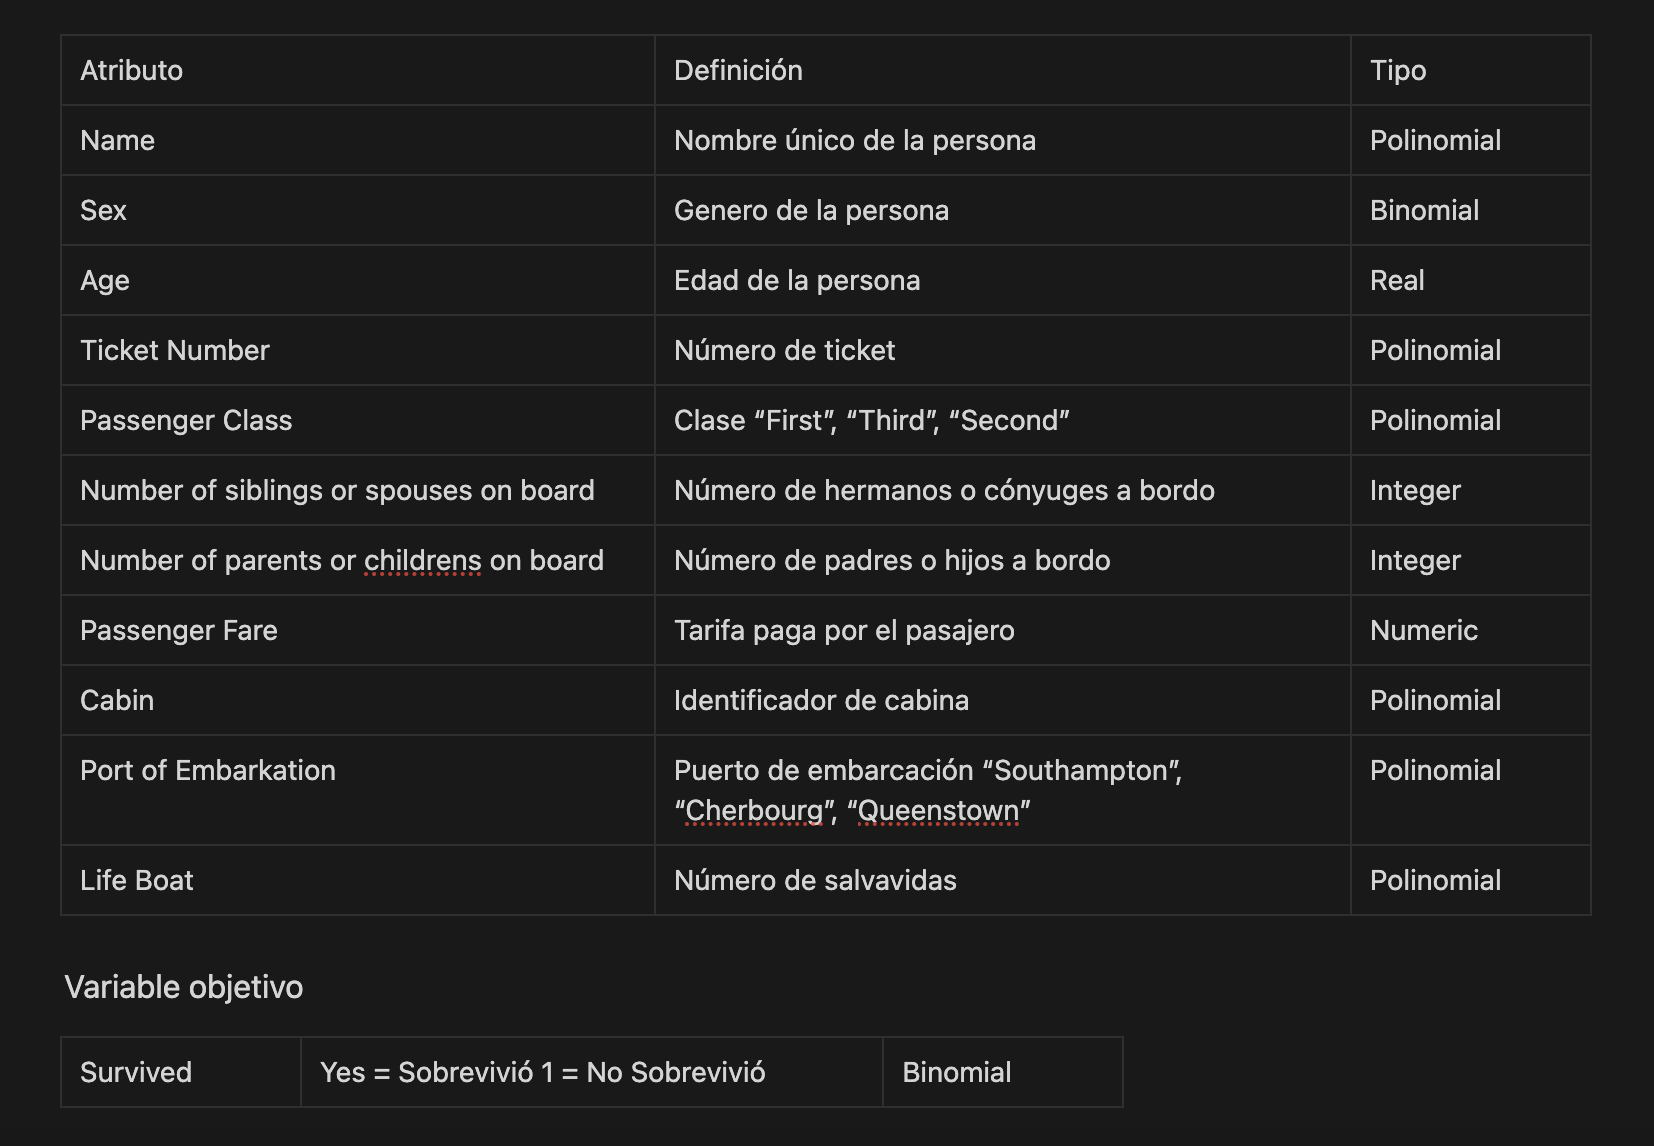 Atributo Definición Tipo
Name Nombre único de la persona Polinomial
Sex Genero de la persona Binomial
Age Edad de la persona Real
Ticket Number Número de ticket Polinomial
Passenger Class Clase “First”, “Third”, “Second” Polinomial
Number of siblings or spouses on board Número de hermanos o cónyuges a bordo Integer
Number of parents or childrens on board Número de padres o hijos a bordo Integer
Passenger Fare Tarifa paga por el pasajero Numeric
Cabin Identificador de cabina Polinomial
Port of Embarkation Puerto de embarcación “Southampton”, Polinomial
“Cherbourg”, “Queenstown”
Life Boat Número de salvavidas Polinomial
Variable objetivo
Survived Yes = Sobrevivió 1 = No Sobrevivió Binomial